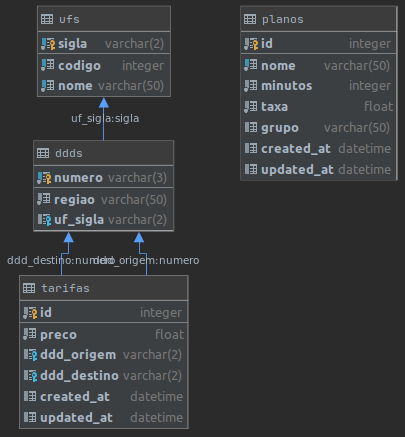 ufs
sigla varchar(2)
codigo integer
nome varchar(50)
uf_sigla:sigla
ddds
numero varchar(3)
regiao varchar(50)
uf_sigla varchar(2)
ddd_destino:numero
ddd_origem:numero
tarifas
id integer
preco float
ddd_origem varchar(2)
ddd_destino varchar(2)
created_at datetime
updated_at datetime
planos
id integer
nome varchar(50)
minutos integer
taxa float
grupo varchar(50)
created_at datetime
updated_at datetime